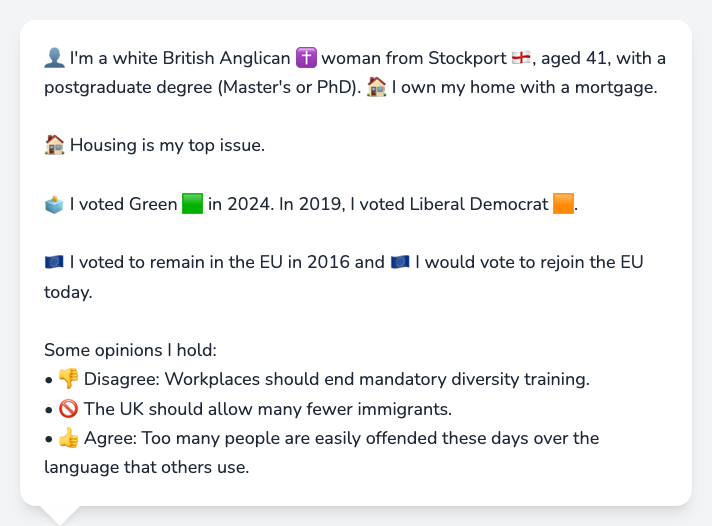 👤 I'm a white British Anglican ✝️ woman from Stockport 🏴󠁧󠁢󠁥󠁮󠁧󠁿, aged 41, with a
postgraduate degree (Master's or PhD). 🏠 I own my home with a mortgage.
🏠 Housing is my top issue.
🗳️ I voted Green 🟩 in 2024. In 2019, I voted Liberal Democrat 🟧.
🇪🇺 I voted to remain in the EU in 2016 and 🇪🇺 I would vote to rejoin the EU
today.
Some opinions I hold:
• 👎 Disagree: Workplaces should end mandatory diversity training.
• 🚫 The UK should allow many fewer immigrants.
• 👍 Agree: Too many people are easily offended these days over the
language that others use.